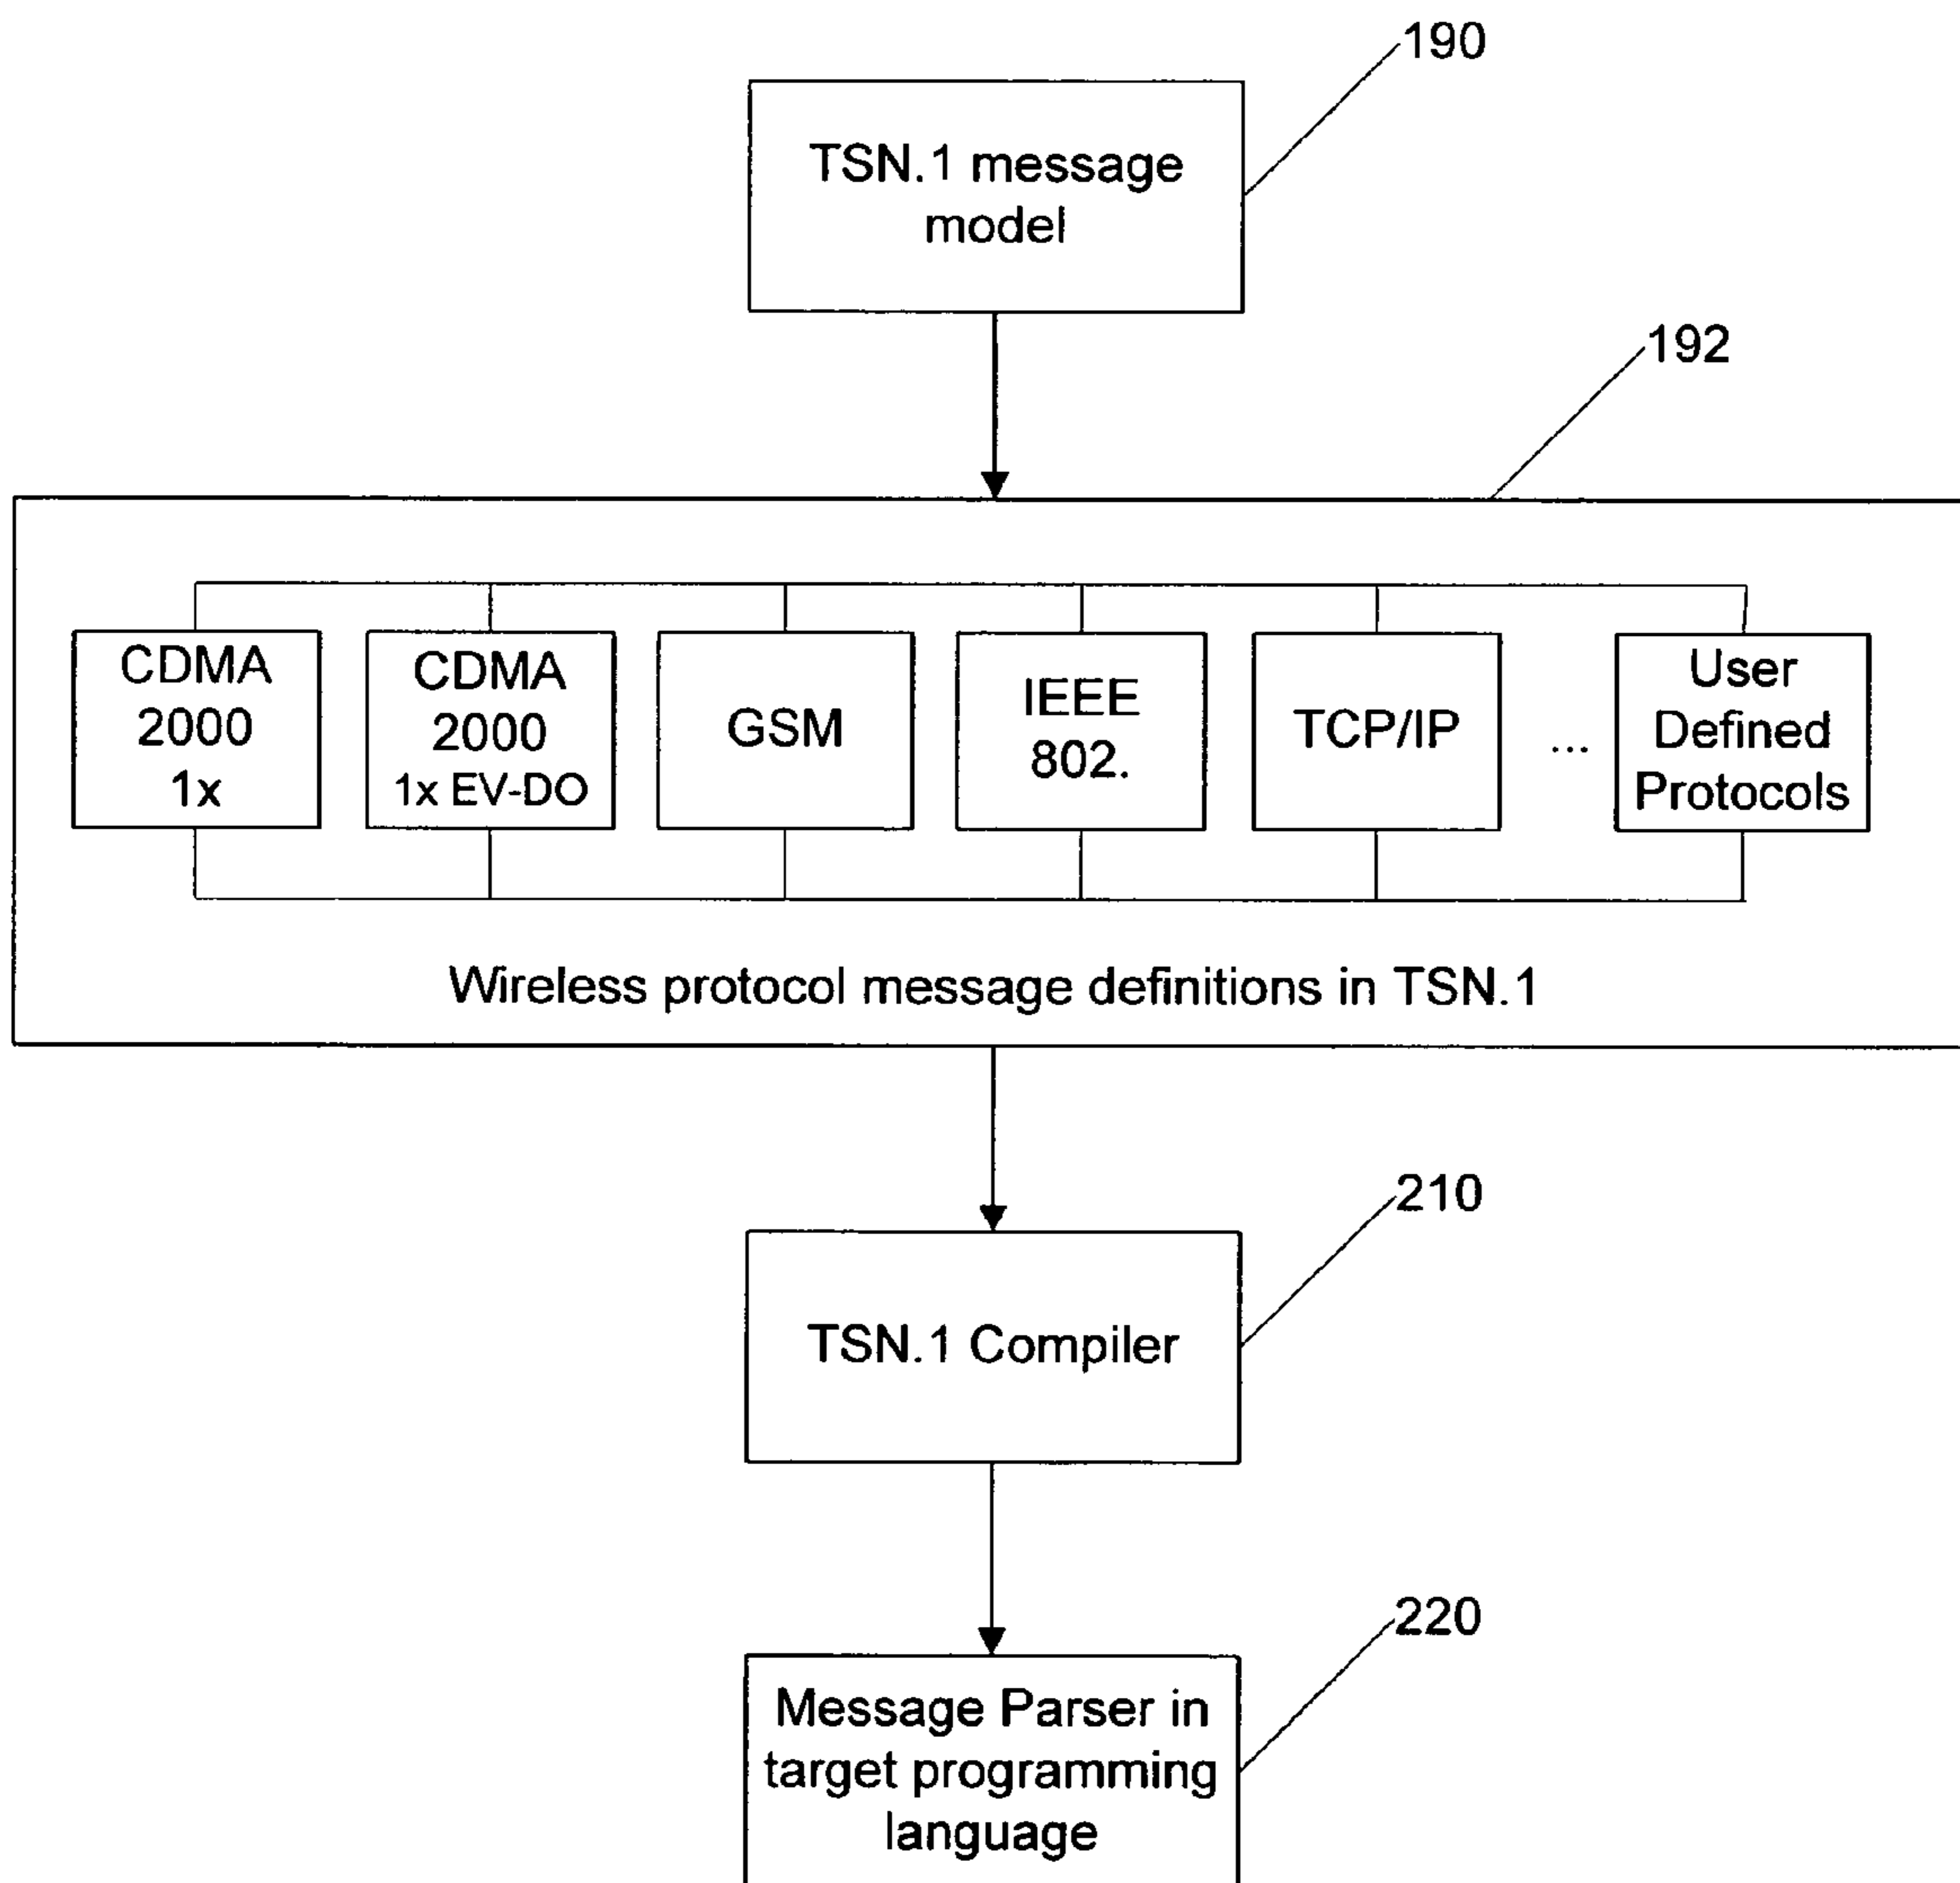 190
TSN.1 message
model
192
CDMA
2000
1x
CDMA
2000
1x EV-DO
GSM
IEEE
802.
TCP/IP
...
User
Defined
Protocols
Wireless protocol message definitions in TSN.1
210
TSN.1 Compiler
220
Message Parser in
target programming
language